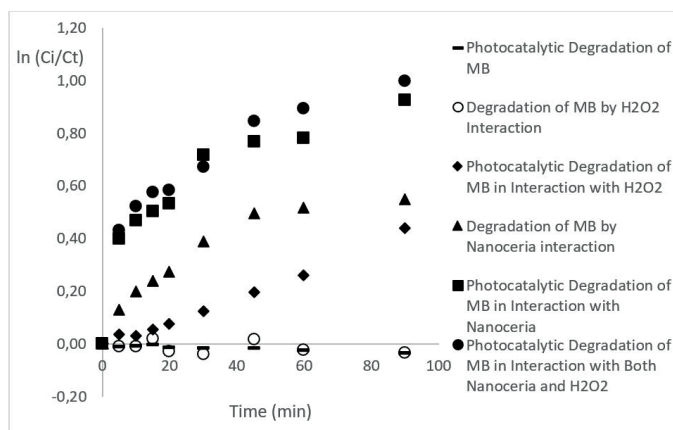 1,20
ln (Ci/Ct)
1,00
0,80
0,60
0,40
0,20
0,00
-0,20
0
20
40
60
80
100
Time (min)
Photocatalytic Degradation of
MB
Degradation of MB by H2O2
Interaction
Photocatalytic Degradation of
MB in Interaction with H2O2
Degradation of MB by
Nanoceria interaction
Photocatalytic Degradation of
MB in Interaction with
Nanoceria
Photocatalytic Degradation of
MB in Interaction with Both
Nanoceria and H2O2